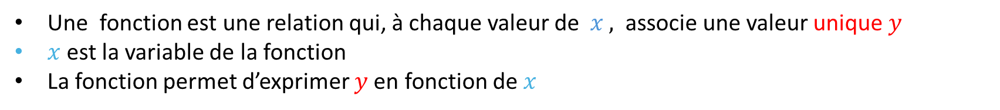 • Une fonction est une relation qui, à chaque valeur de x , associe une valeur unique y
• x est la variable de la fonction
• La fonction permet d’exprimer y en fonction de x